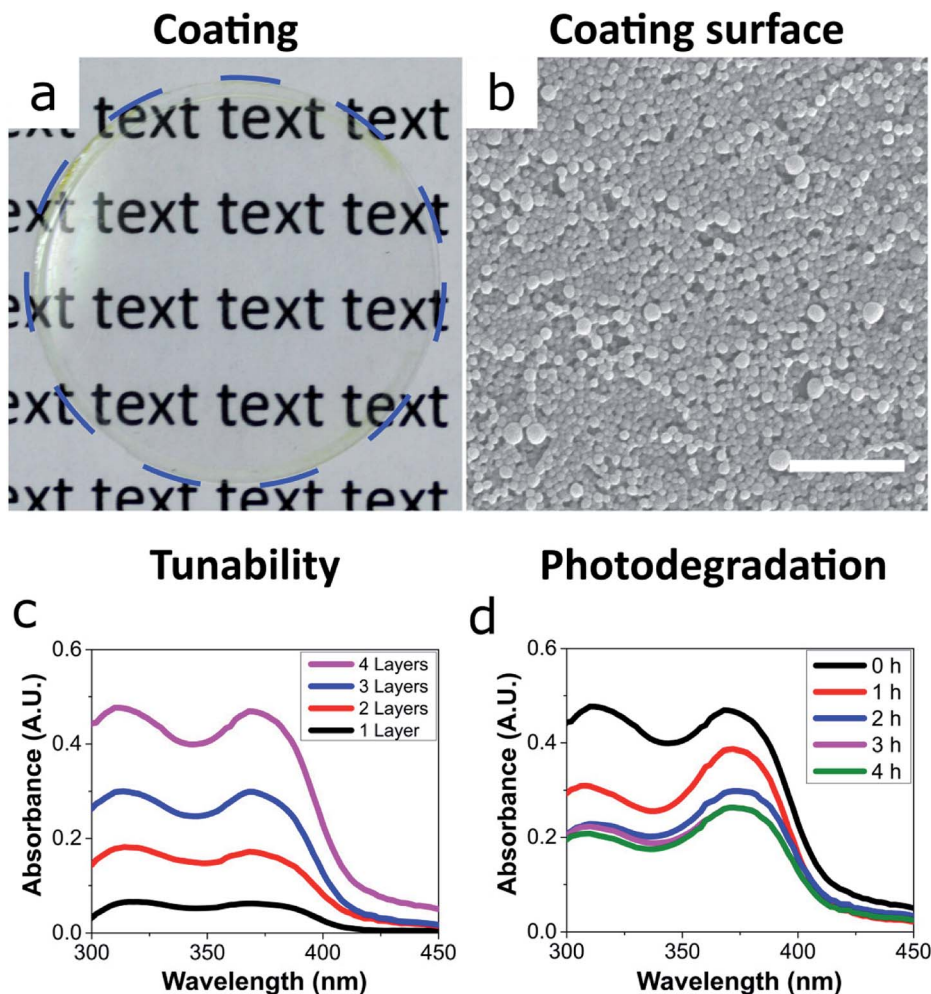 Coating
Coating surface
a
b
ext text text text
ext text text text
ext text text text
ext text text text
ext text text text
Tunability
Photodegradation
c
d
Absorbance (A.U.)
0.6
0.4
0.2
0.0
300
350
400
450
Wavelength (nm)
4 Layers
3 Layers
2 Layers
1 Layer
Absorbance (A.U.)
0.6
0.4
0.2
0.0
300
350
400
450
Wavelength (nm)
0 h
1 h
2 h
3 h
4 h